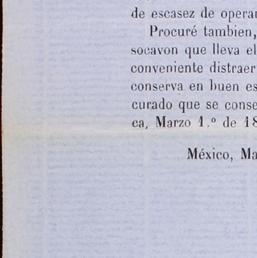 de escasez de opera
Procuré tambien,
socavon que lleva el
conveniente distraer
conserva en buen es
curado que se conse
ca, Marzo 1.º de 18
México, Ma